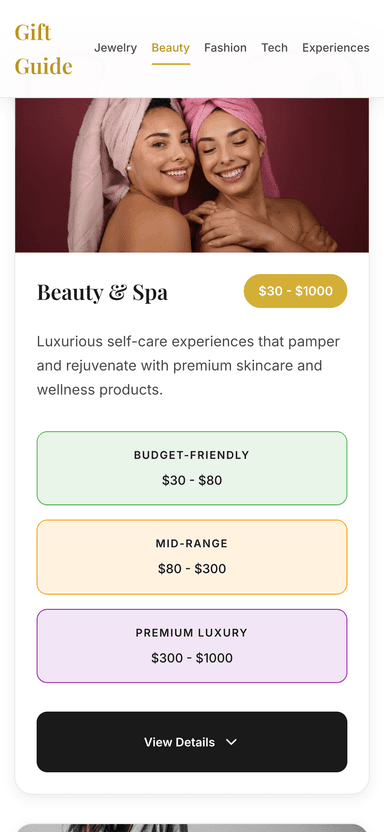 Gift
Guide
Jewelry Beauty Fashion Tech Experiences
Beauty & Spa
$30 - $1000
Luxurious self-care experiences that pamper
and rejuvenate with premium skincare and
wellness products.
BUDGET-FRIENDLY
$30 - $80
MID-RANGE
$80 - $300
PREMIUM LUXURY
$300 - $1000
View Details